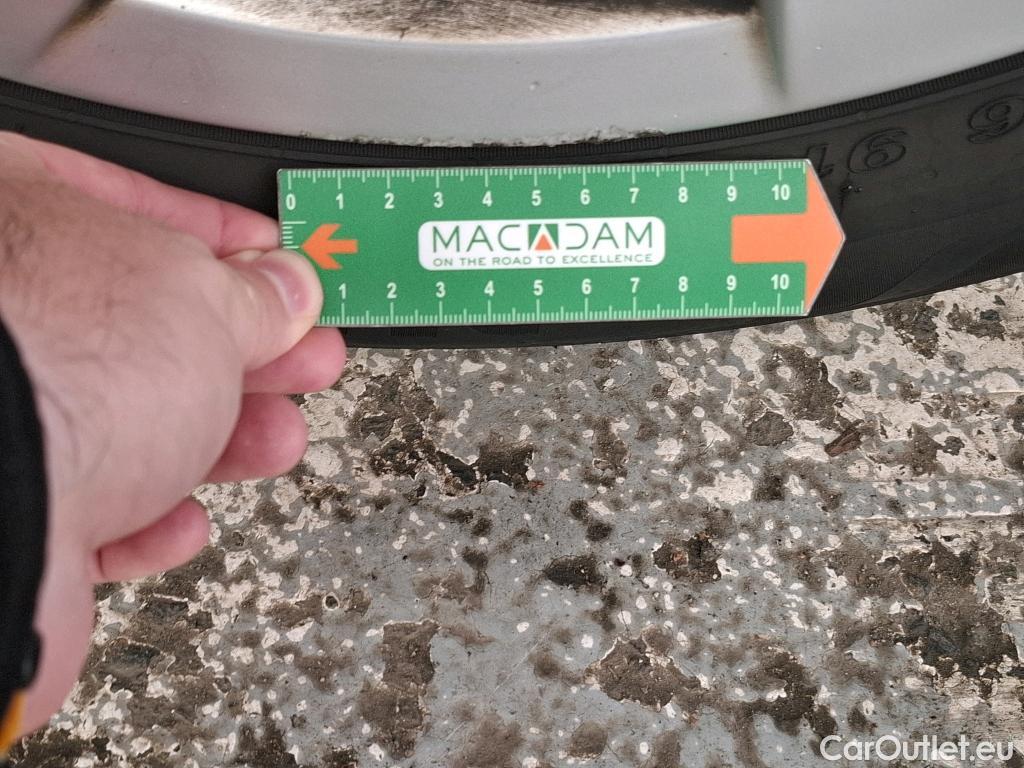 91
0 1 2 3 4 5 6 7 8 9 10
MACADAM
ON THE ROAD TO EXCELLENCE
1 2 3 4 5 6 7 8 9 10
CarOutlet.eu